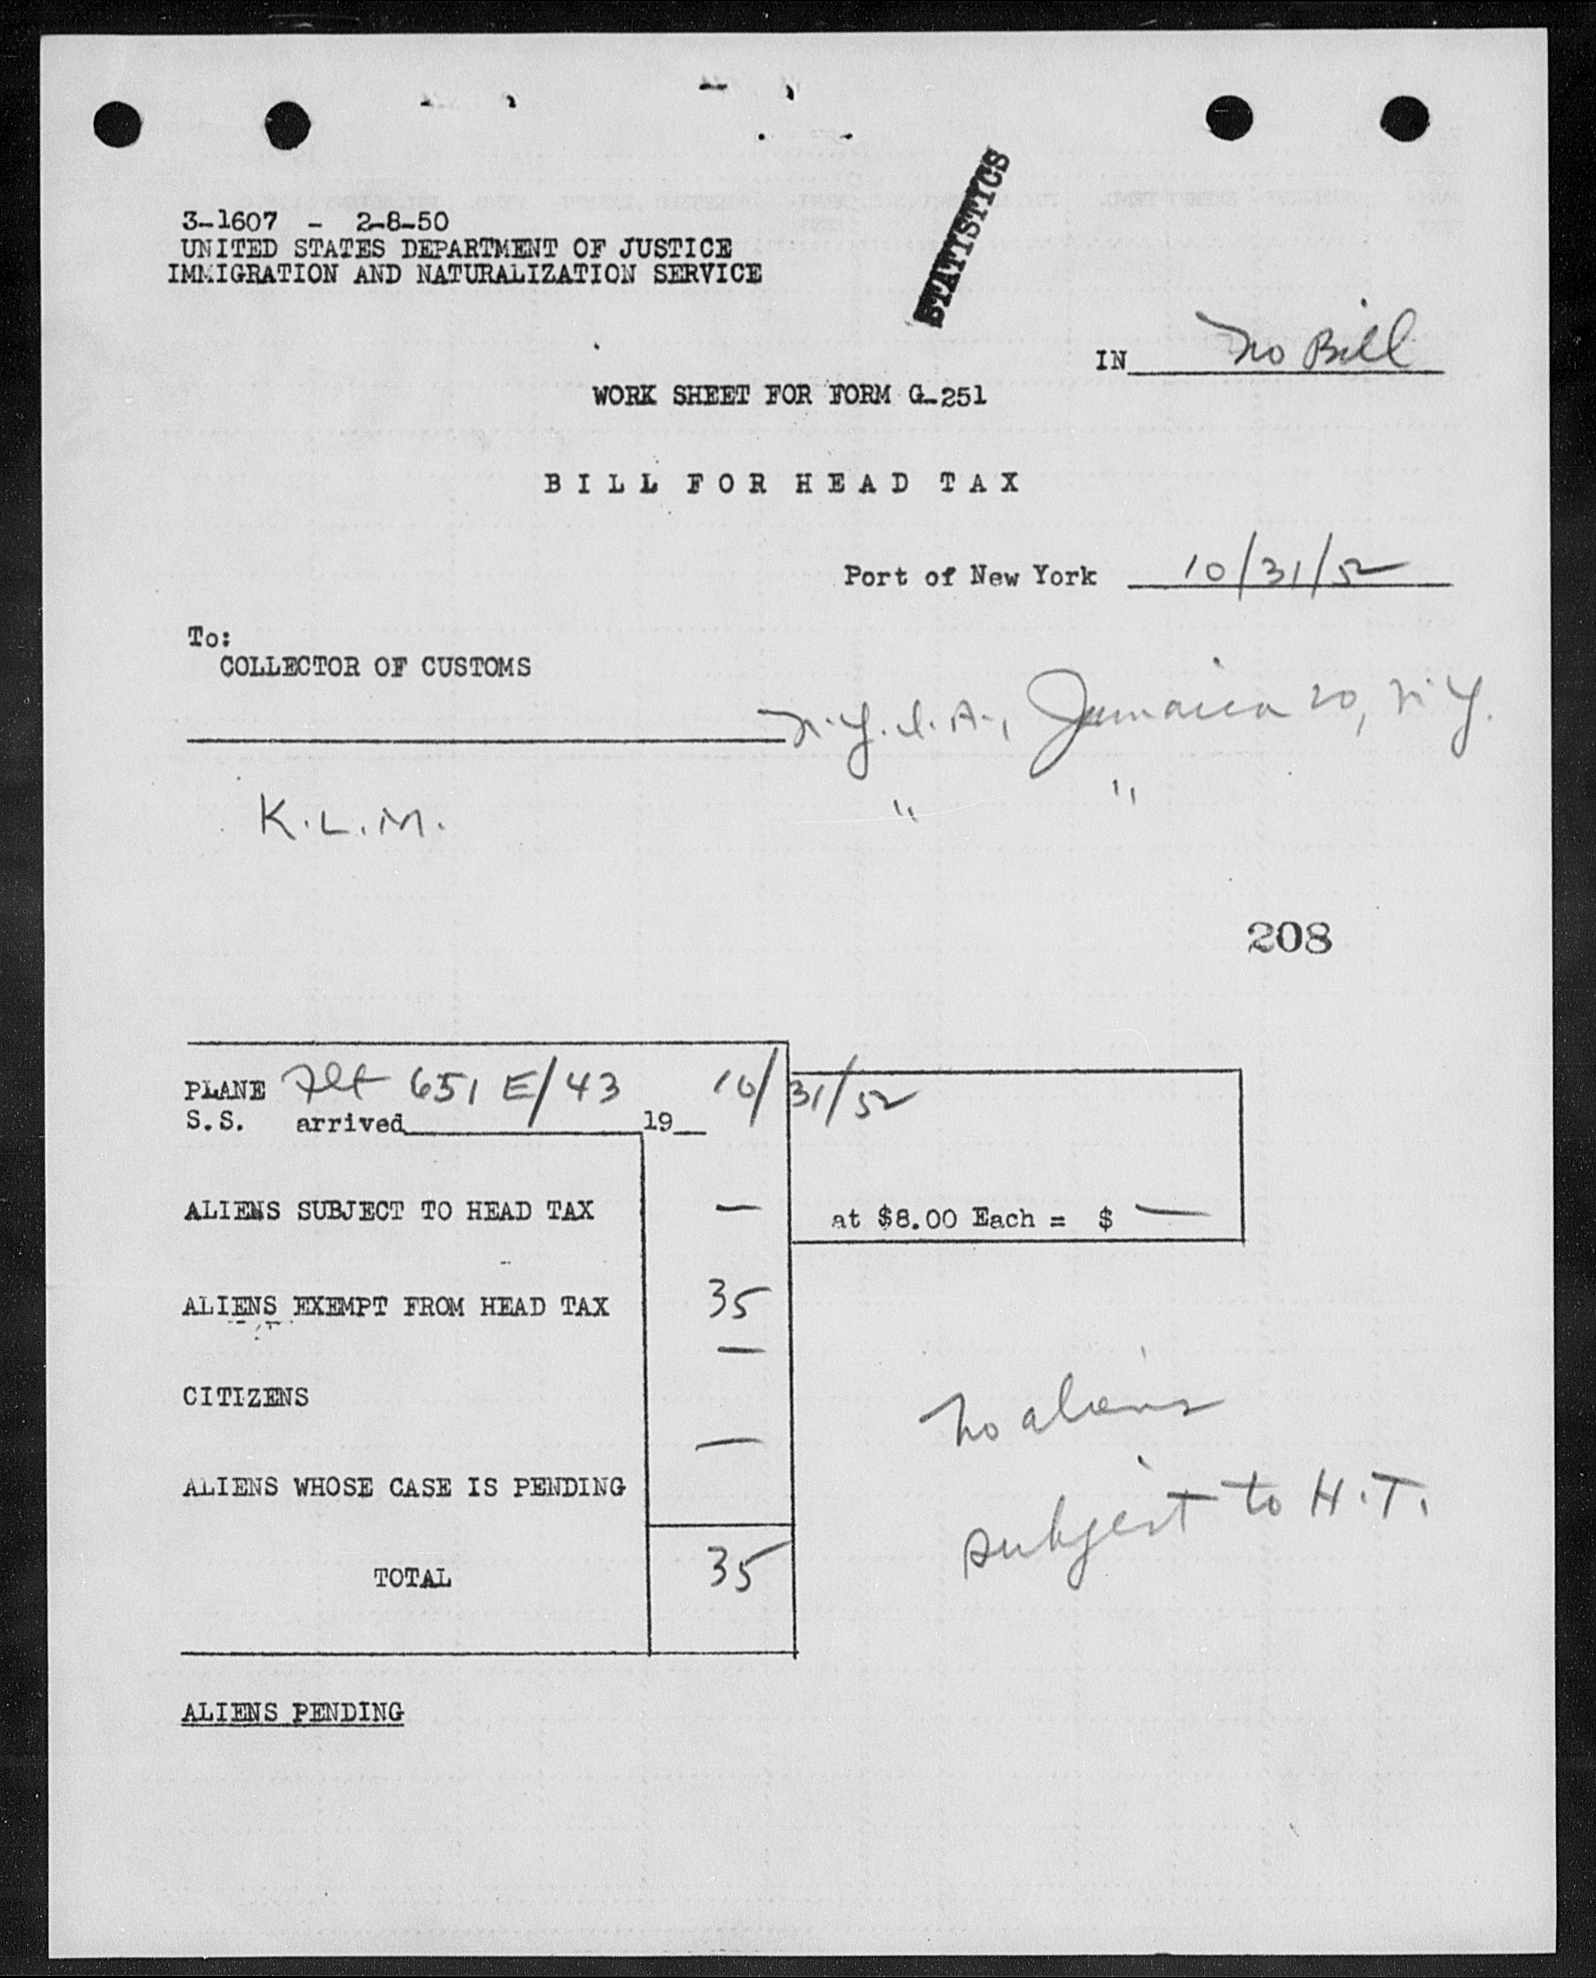 STATISTICS
3-1607 - 2-8-50
UNITED STATES DEPARTMENT OF JUSTICE
IMMIGRATION AND NATURALIZATION SERVICE
IN No Bill
WORK SHEET FOR FORM G-251
BILL FOR HEAD TAX
Port of New York 10/31/52
To:
COLLECTOR OF CUSTOMS
N.Y.I.A., Jamaica 20, N.Y.
K.L.M. " "
208
PLANE Flt 651 E/43 10/31/52
S.S. arrived 19
ALIENS SUBJECT TO HEAD TAX — at $8.00 Each = $ —
ALIENS EXEMPT FROM HEAD TAX 35
CITIZENS —
ALIENS WHOSE CASE IS PENDING —
No aliens
subject to H.T.
TOTAL 35
ALIENS PENDING